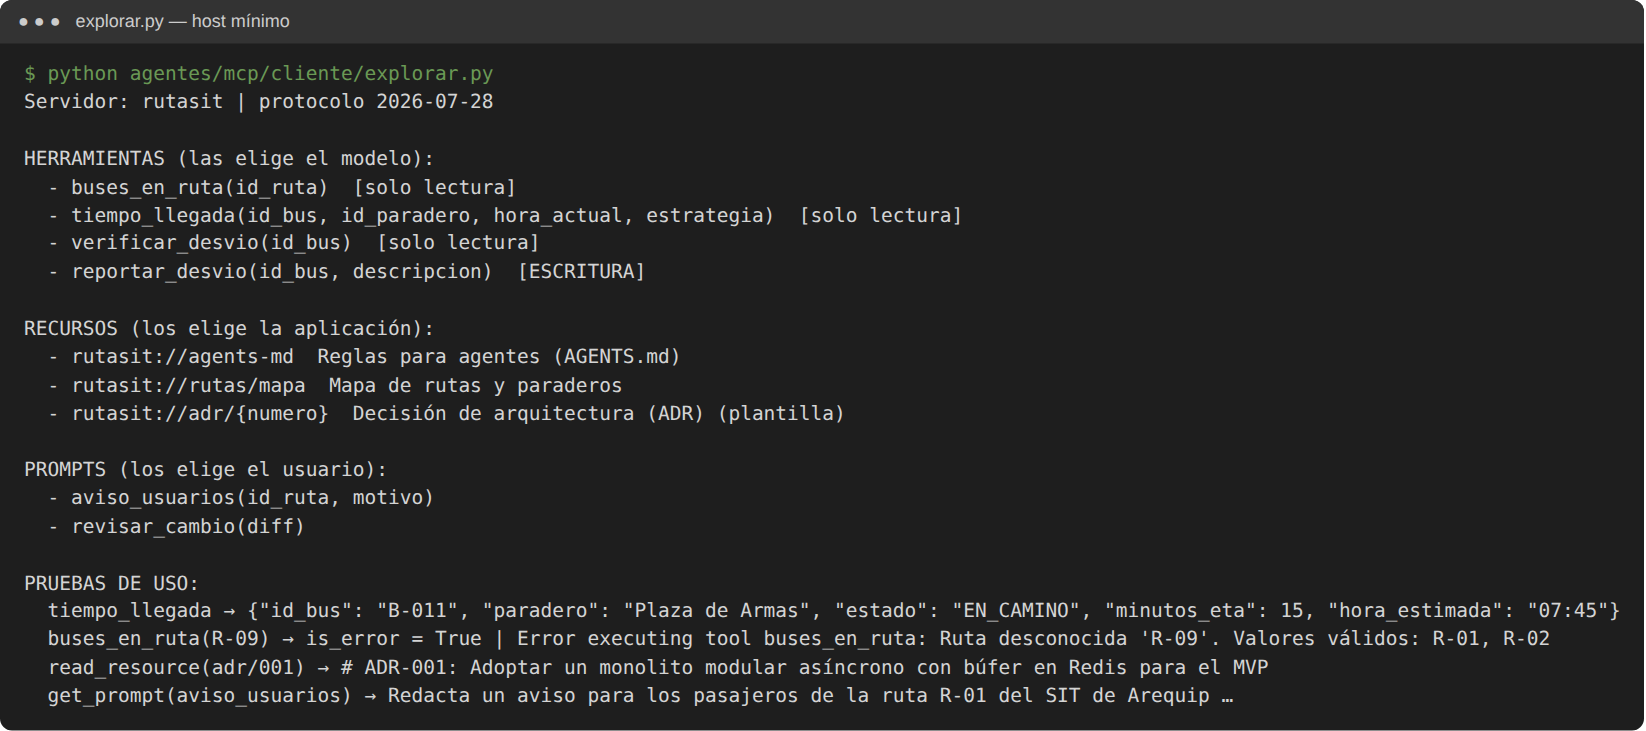 ●●● explorar.py — host mínimo
$ python agentes/mcp/cliente/explorar.py
Servidor: rutasit | protocolo 2026-07-28
HERRAMIENTAS (las elige el modelo):
- buses_en_ruta(id_ruta)  [solo lectura]
- tiempo_llegada(id_bus, id_paradero, hora_actual, estrategia)  [solo lectura]
- verificar_desvio(id_bus)  [solo lectura]
- reportar_desvio(id_bus, descripcion)  [ESCRITURA]
RECURSOS (los elige la aplicación):
- rutasit://agents-md  Reglas para agentes (AGENTS.md)
- rutasit://rutas/mapa  Mapa de rutas y paraderos
- rutasit://adr/{numero}  Decisión de arquitectura (ADR) (plantilla)
PROMPTS (los elige el usuario):
- aviso_usuarios(id_ruta, motivo)
- revisar_cambio(diff)
PRUEBAS DE USO:
tiempo_llegada → {"id_bus": "B-011", "paradero": "Plaza de Armas", "estado": "EN_CAMINO", "minutos_eta": 15, "hora_estimada": "07:45"}
buses_en_ruta(R-09) → is_error = True | Error executing tool buses_en_ruta: Ruta desconocida 'R-09'. Valores válidos: R-01, R-02
read_resource(adr/001) → # ADR-001: Adoptar un monolito modular asíncrono con búfer en Redis para el MVP
get_prompt(aviso_usuarios) → Redacta un aviso para los pasajeros de la ruta R-01 del SIT de Arequip …